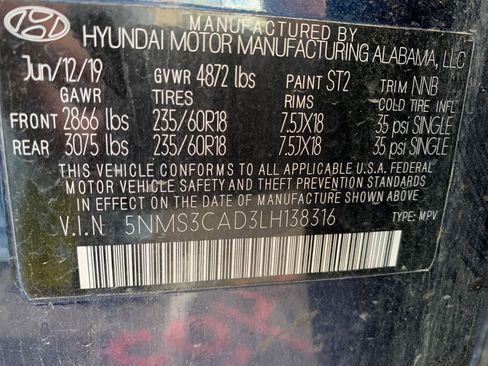 MANUFACTURED BY
HYUNDAI MOTOR MANUFACTURING ALABAMA, LLC
Jun/12/19 GVWR 4872 lbs PAINT ST2 TRIM NNB
GAWR TIRES RIMS COLD TIRE INFL
FRONT 2866 lbs 235/60R18 7.5JX18 35 psi SINGLE
REAR 3075 lbs 235/60R18 7.5JX18 35 psi SINGLE
THIS VEHICLE CONFORMS TO ALL APPLICABLE U.S.A. FEDERAL
MOTOR VEHICLE SAFETY AND THEFT PREVENTION STANDARDS
IN EFFECT ON THE DATE OF MANUFACTURE SHOWN ABOVE
V.I.N 5NMS3CAD3LH138316 TYPE: MPV